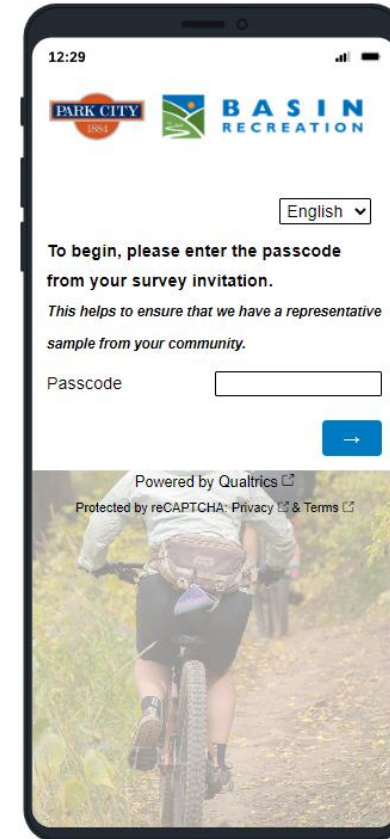 12:29
PARK CITY
1884
BASIN
RECREATION
English
To begin, please enter the passcode
from your survey invitation.
This helps to ensure that we have a representative
sample from your community.
Passcode
→
Powered by Qualtrics
Protected by reCAPTCHA: Privacy & Terms